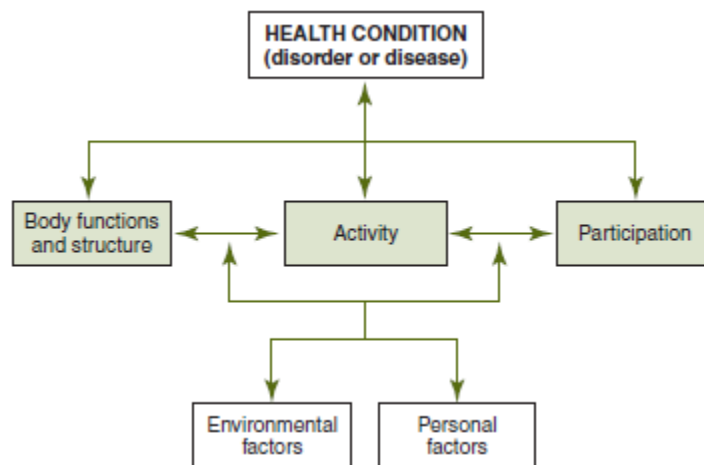 HEALTH CONDITION
(disorder or disease)
Body functions
and structure
Activity
Participation
Environmental
factors
Personal
factors